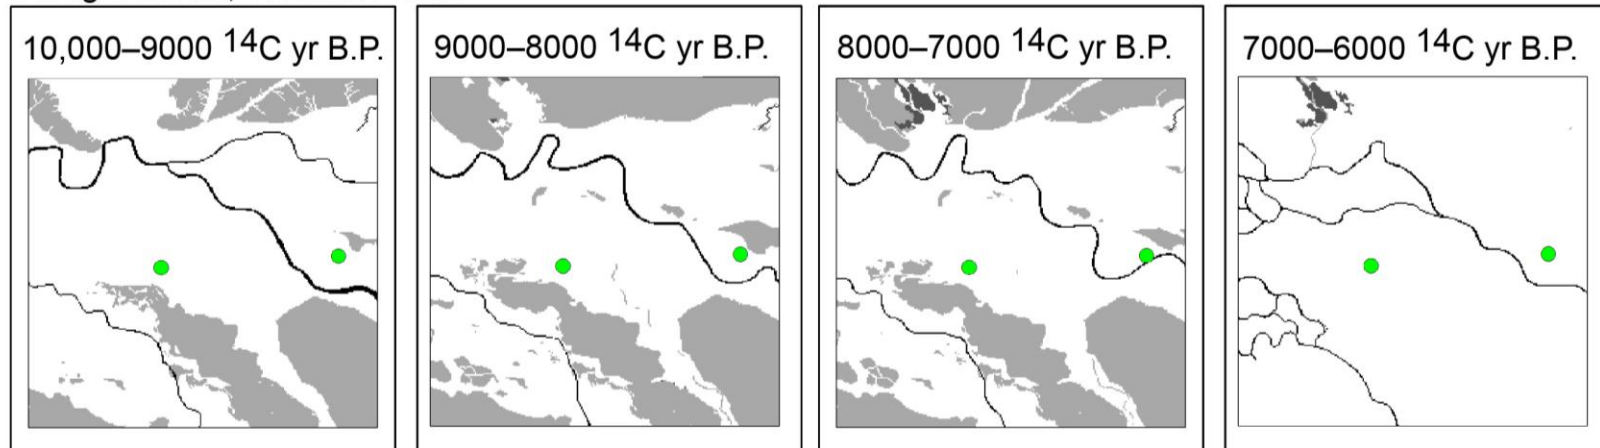 10,000–9000 ¹⁴C yr B.P.
9000–8000 ¹⁴C yr B.P.
8000–7000 ¹⁴C yr B.P.
7000–6000 ¹⁴C yr B.P.